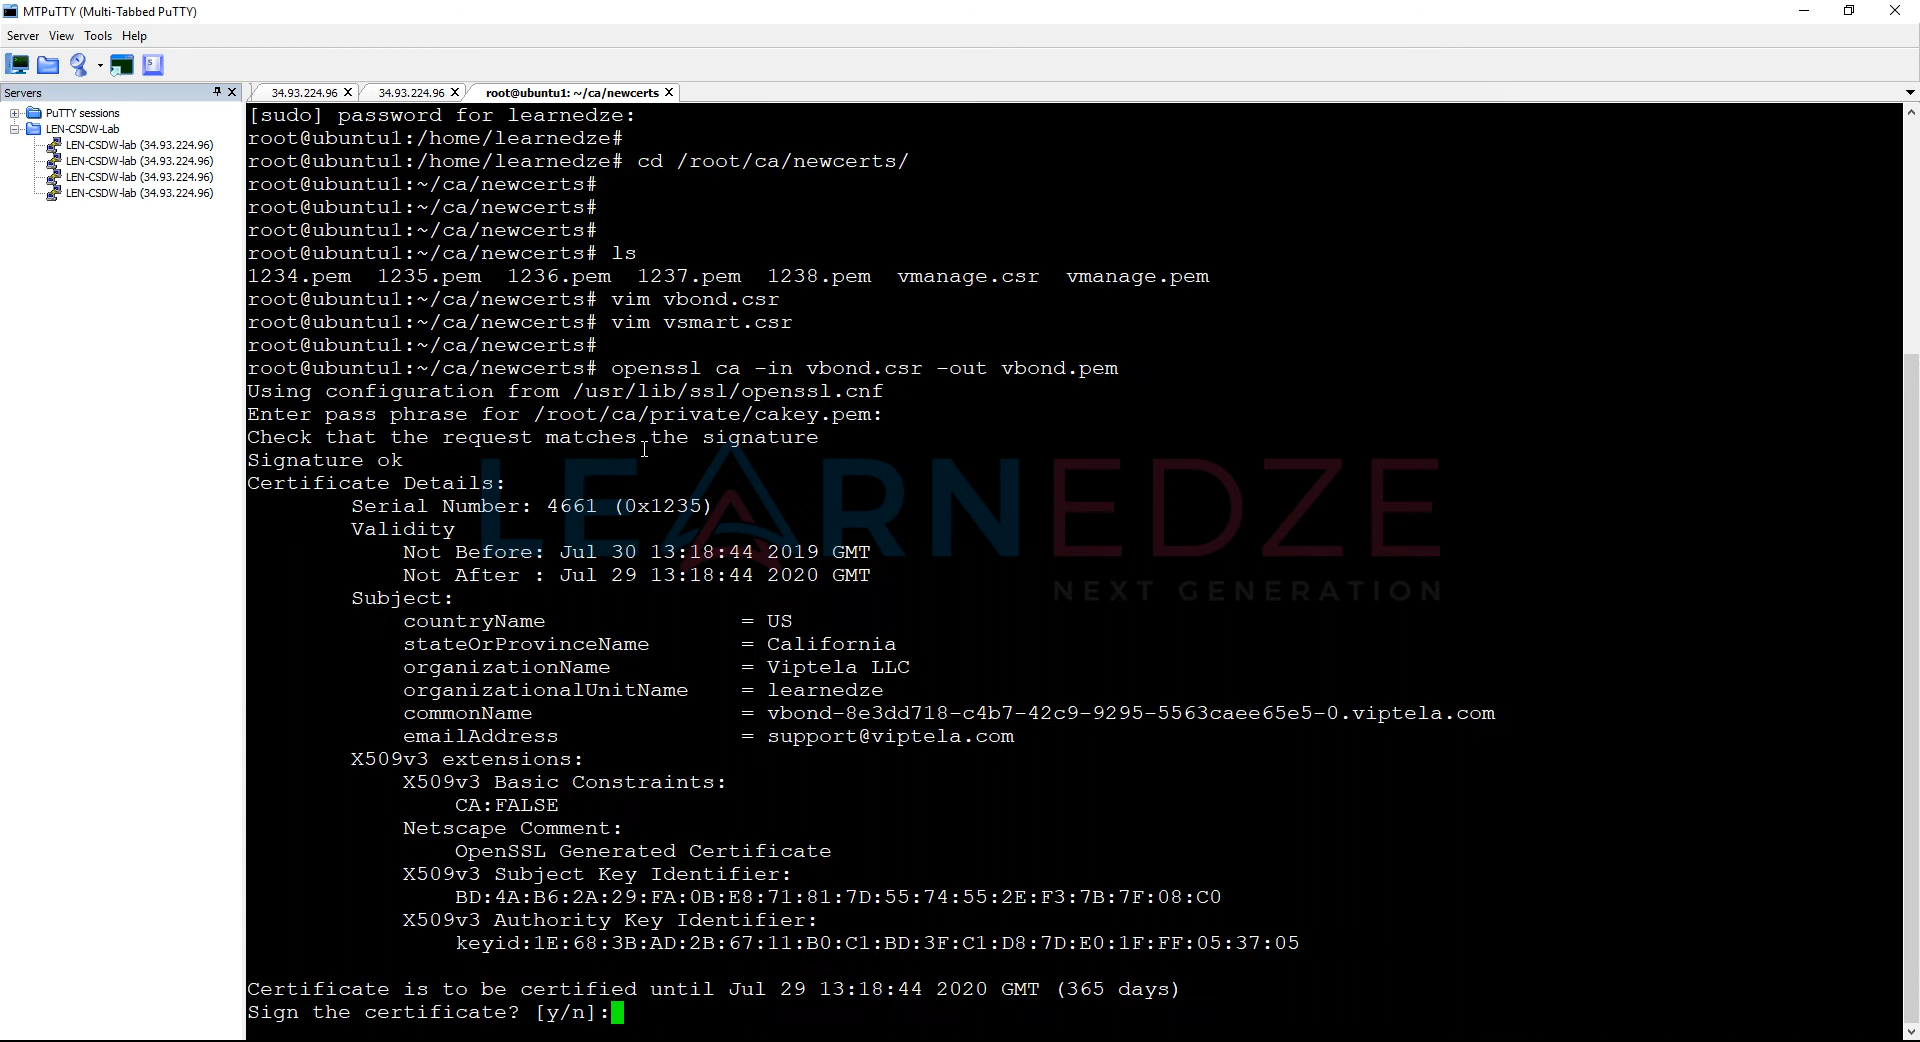 MTPuTTY (Multi-Tabbed PuTTY)
Server View Tools Help
Servers
PuTTY sessions
LEN-CSDW-Lab
LEN-CSDW-lab (34.93.224.96)
LEN-CSDW-lab (34.93.224.96)
LEN-CSDW-lab (34.93.224.96)
LEN-CSDW-lab (34.93.224.96)
34.93.224.96 34.93.224.96 root@ubuntu1: ~/ca/newcerts
[sudo] password for learnedze:
root@ubuntu1:/home/learnedze#
root@ubuntu1:/home/learnedze# cd /root/ca/newcerts/
root@ubuntu1:~/ca/newcerts#
root@ubuntu1:~/ca/newcerts#
root@ubuntu1:~/ca/newcerts#
root@ubuntu1:~/ca/newcerts# ls
1234.pem 1235.pem 1236.pem 1237.pem 1238.pem vmanage.csr vmanage.pem
root@ubuntu1:~/ca/newcerts# vim vbond.csr
root@ubuntu1:~/ca/newcerts# vim vsmart.csr
root@ubuntu1:~/ca/newcerts#
root@ubuntu1:~/ca/newcerts# openssl ca -in vbond.csr -out vbond.pem
Using configuration from /usr/lib/ssl/openssl.cnf
Enter pass phrase for /root/ca/private/cakey.pem:
Check that the request matches the signature
Signature ok
Certificate Details:
Serial Number: 4661 (0x1235)
Validity
Not Before: Jul 30 13:18:44 2019 GMT
Not After : Jul 29 13:18:44 2020 GMT
Subject:
countryName = US
stateOrProvinceName = California
organizationName = Viptela LLC
organizationalUnitName = learnedze
commonName = vbond-8e3dd718-c4b7-42c9-9295-5563caee65e5-0.viptela.com
emailAddress = support@viptela.com
X509v3 extensions:
X509v3 Basic Constraints:
CA:FALSE
Netscape Comment:
OpenSSL Generated Certificate
X509v3 Subject Key Identifier:
BD:4A:B6:2A:29:FA:0B:E8:71:81:7D:55:74:55:2E:F3:7B:7F:08:C0
X509v3 Authority Key Identifier:
keyid:1E:68:3B:AD:2B:67:11:B0:C1:BD:3F:C1:D8:7D:E0:1F:FF:05:37:05
Certificate is to be certified until Jul 29 13:18:44 2020 GMT (365 days)
Sign the certificate? [y/n]:
LEARNEDZE
NEXT GENERATION